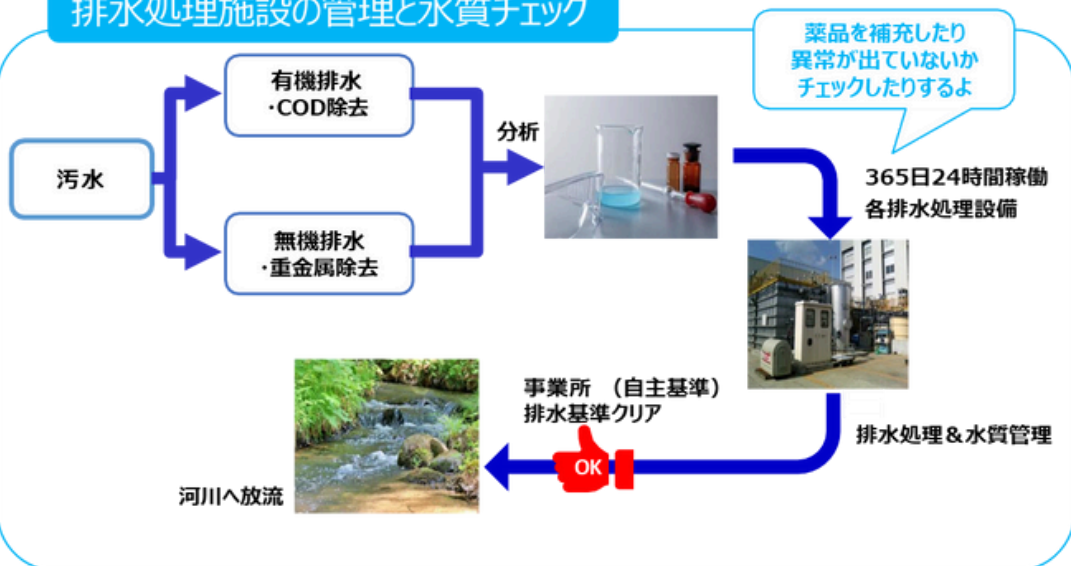 排水処理施設の管理と水質チェック
薬品を補充したり
異常が出ていないか
チェックしたりするよ
有機排水
・COD除去
汚水
分析
無機排水
・重金属除去
365日24時間稼働
各排水処理設備
事業所 （自主基準）
排水基準クリア
OK
排水処理＆水質管理
河川へ放流